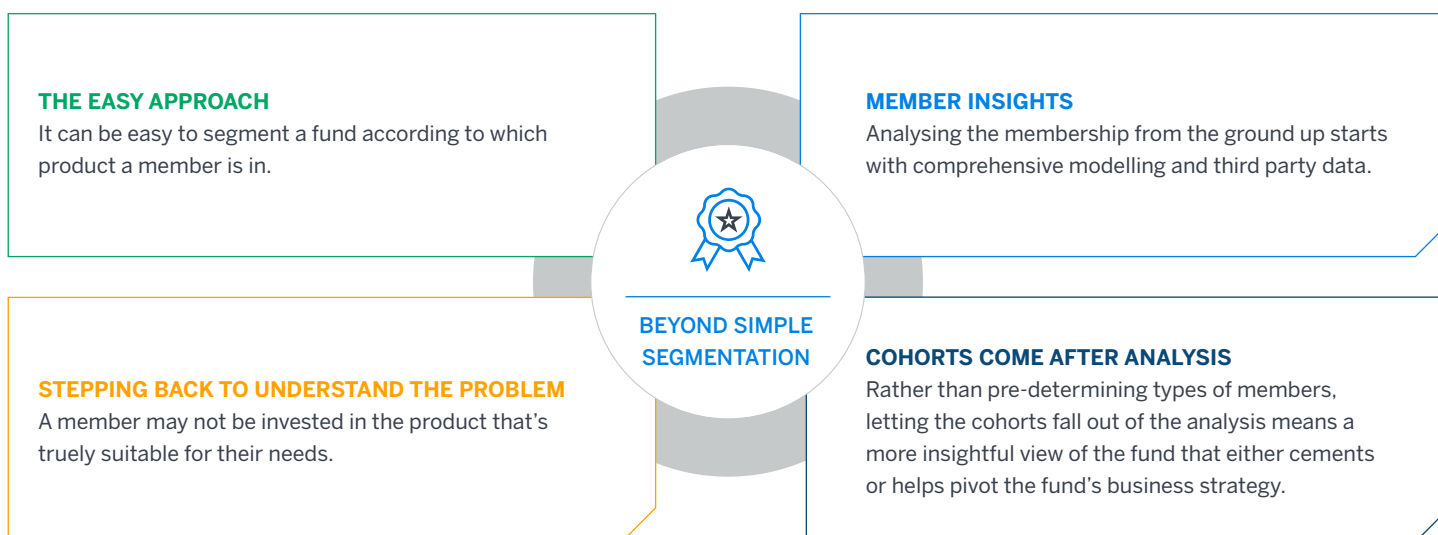 THE EASY APPROACH
It can be easy to segment a fund according to which
product a member is in.
MEMBER INSIGHTS
Analysing the membership from the ground up starts
with comprehensive modelling and third party data.
BEYOND SIMPLE
SEGMENTATION
STEPPING BACK TO UNDERSTAND THE PROBLEM
A member may not be invested in the product that's
truely suitable for their needs.
COHORTS COME AFTER ANALYSIS
Rather than pre-determining types of members,
letting the cohorts fall out of the analysis means a
more insightful view of the fund that either cements
or helps pivot the fund's business strategy.